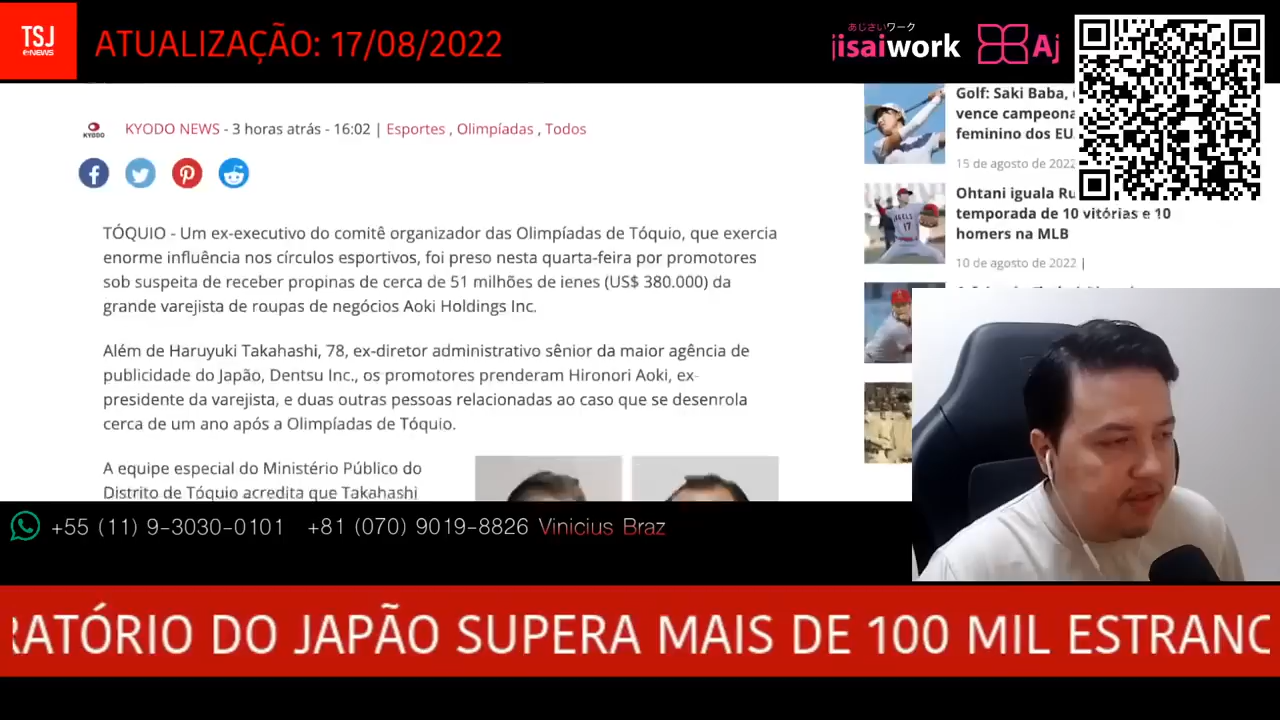 TSJ
e-NEWS
ATUALIZAÇÃO: 17/08/2022
あじさいワーク
jisaiwork
Aj
KYODO NEWS - 3 horas atrás - 16:02 | Esportes , Olimpíadas , Todos
TÓQUIO - Um ex-executivo do comitê organizador das Olimpíadas de Tóquio, que exercia
enorme influência nos círculos esportivos, foi preso nesta quarta-feira por promotores
sob suspeita de receber propinas de cerca de 51 milhões de ienes (US$ 380.000) da
grande varejista de roupas de negócios Aoki Holdings Inc.
Além de Haruyuki Takahashi, 78, ex-diretor administrativo sênior da maior agência de
publicidade do Japão, Dentsu Inc., os promotores prenderam Hironori Aoki, ex-
presidente da varejista, e duas outras pessoas relacionadas ao caso que se desenrola
cerca de um ano após a Olimpíadas de Tóquio.
A equipe especial do Ministério Público do
Distrito de Tóquio acredita que Takahashi
Golf: Saki Baba,
vence campeona
feminino dos EU
15 de agosto de 2022
Ohtani iguala Ru
temporada de 10 vitórias e 10
homers na MLB
10 de agosto de 2022 |
+55 (11) 9-3030-0101 +81 (070) 9019-8826 Vinicius Braz
RATÓRIO DO JAPÃO SUPERA MAIS DE 100 MIL ESTRANG